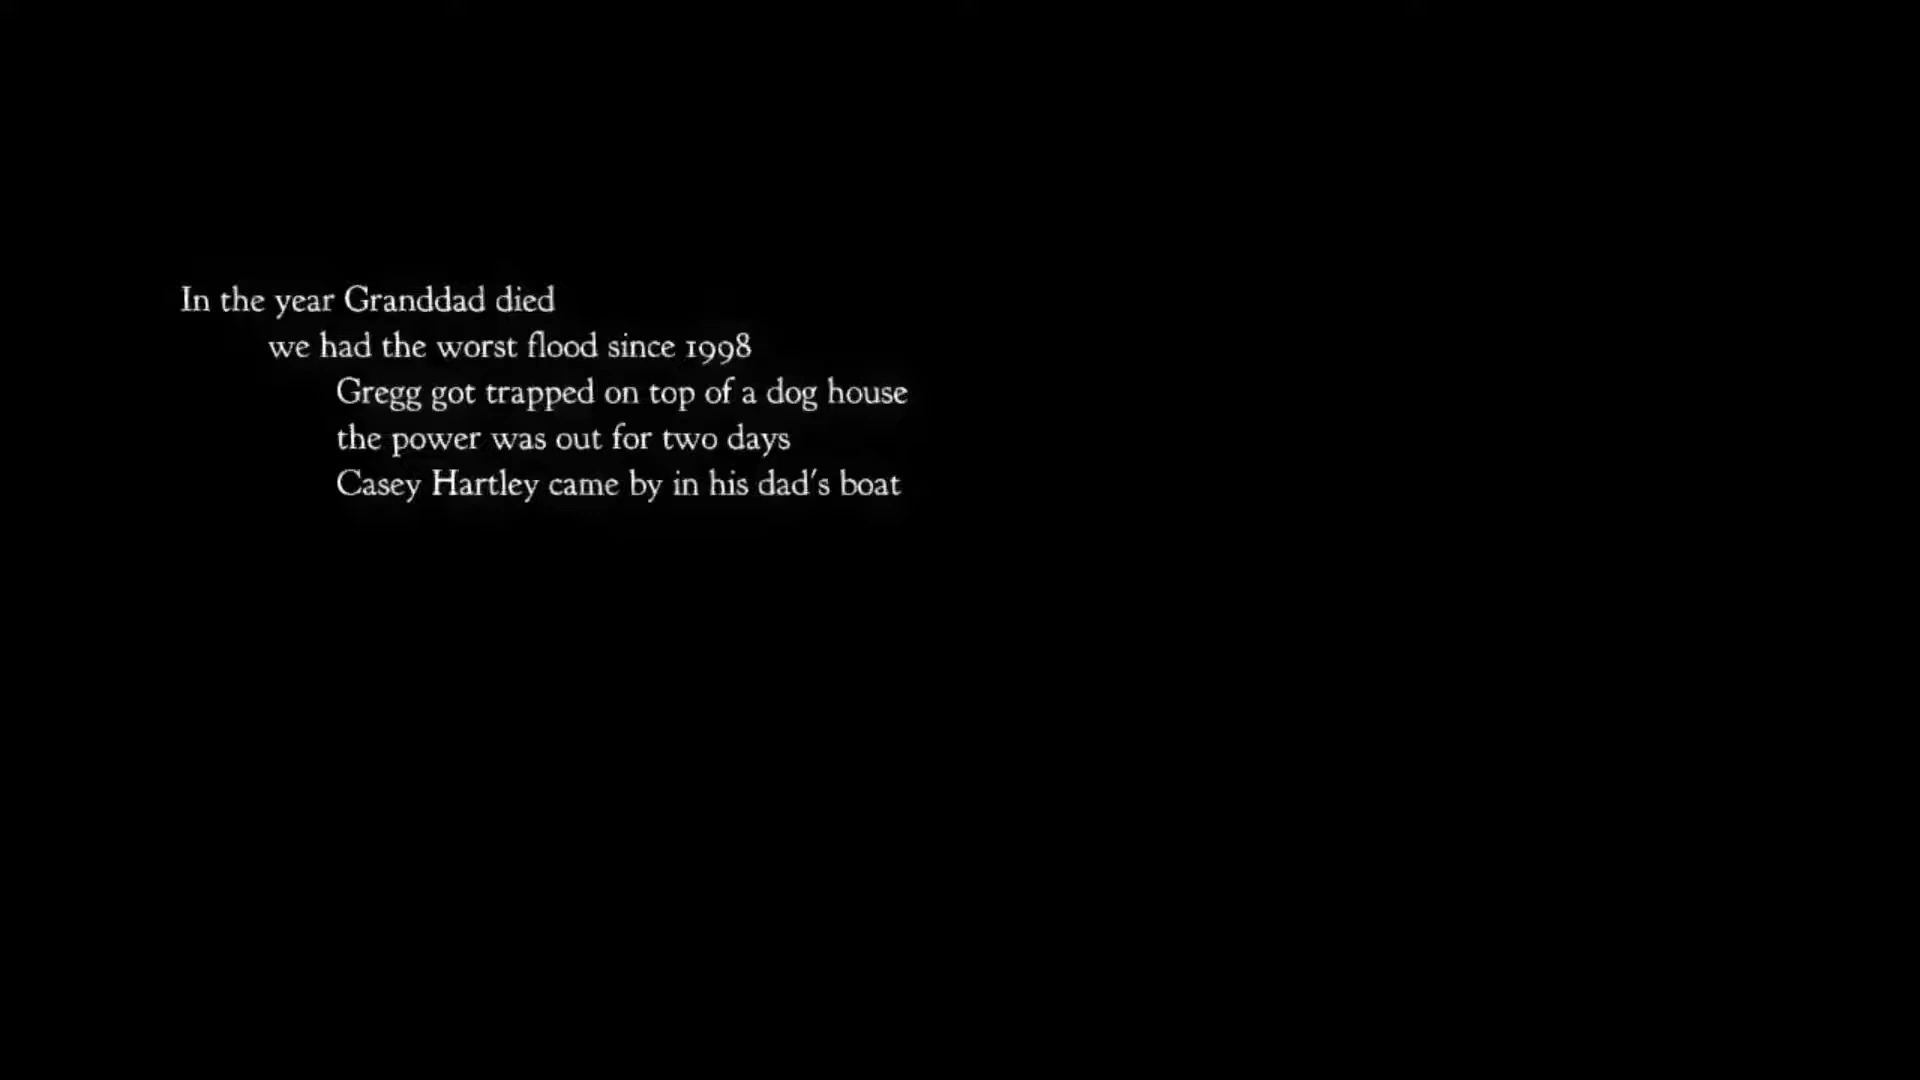 In the year Granddad died
we had the worst flood since 1998
Gregg got trapped on top of a dog house
the power was out for two days
Casey Hartley came by in his dad's boat